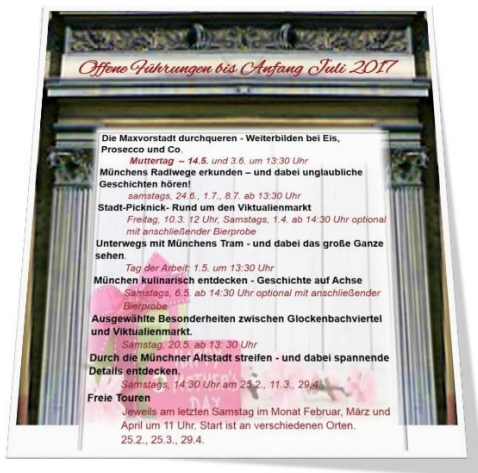 Offene Führungen bis Anfang Juli 2017
Die Maxvorstadt durchqueren - Weiterbilden bei Eis,
Prosecco und Co.
Muttertag – 14.5. und 3.6. um 13:30 Uhr
Münchens Radlwege erkunden – und dabei unglaubliche
Geschichten hören!
samstags, 24.6., 1.7., 8.7. ab 13:30 Uhr
Stadt-Picknick- Rund um den Viktualienmarkt
Freitag, 10.3. 12 Uhr, Samstags, 1.4. ab 14:30 Uhr optional
mit anschließender Bierprobe
Unterwegs mit Münchens Tram - und dabei das große Ganze
sehen.
Tag der Arbeit: 1.5. um 13:30 Uhr
München kulinarisch entdecken - Geschichte auf Achse
Samstags, 6.5. ab 14:30 Uhr optional mit anschließender
Bierprobe
Ausgewählte Besonderheiten zwischen Glockenbachviertel
und Viktualienmarkt.
Samstag, 20.5. ab 13: 30 Uhr
Durch die Münchner Altstadt streifen - und dabei spannende
Details entdecken.
Samstags, 14:30 Uhr am 25.2., 11.3., 29.4.
Freie Touren
Jeweils am letzten Samstag im Monat Februar, März und
April um 11 Uhr. Start ist an verschiedenen Orten.
25.2., 25.3., 29.4.
MOTHER'S
DAY